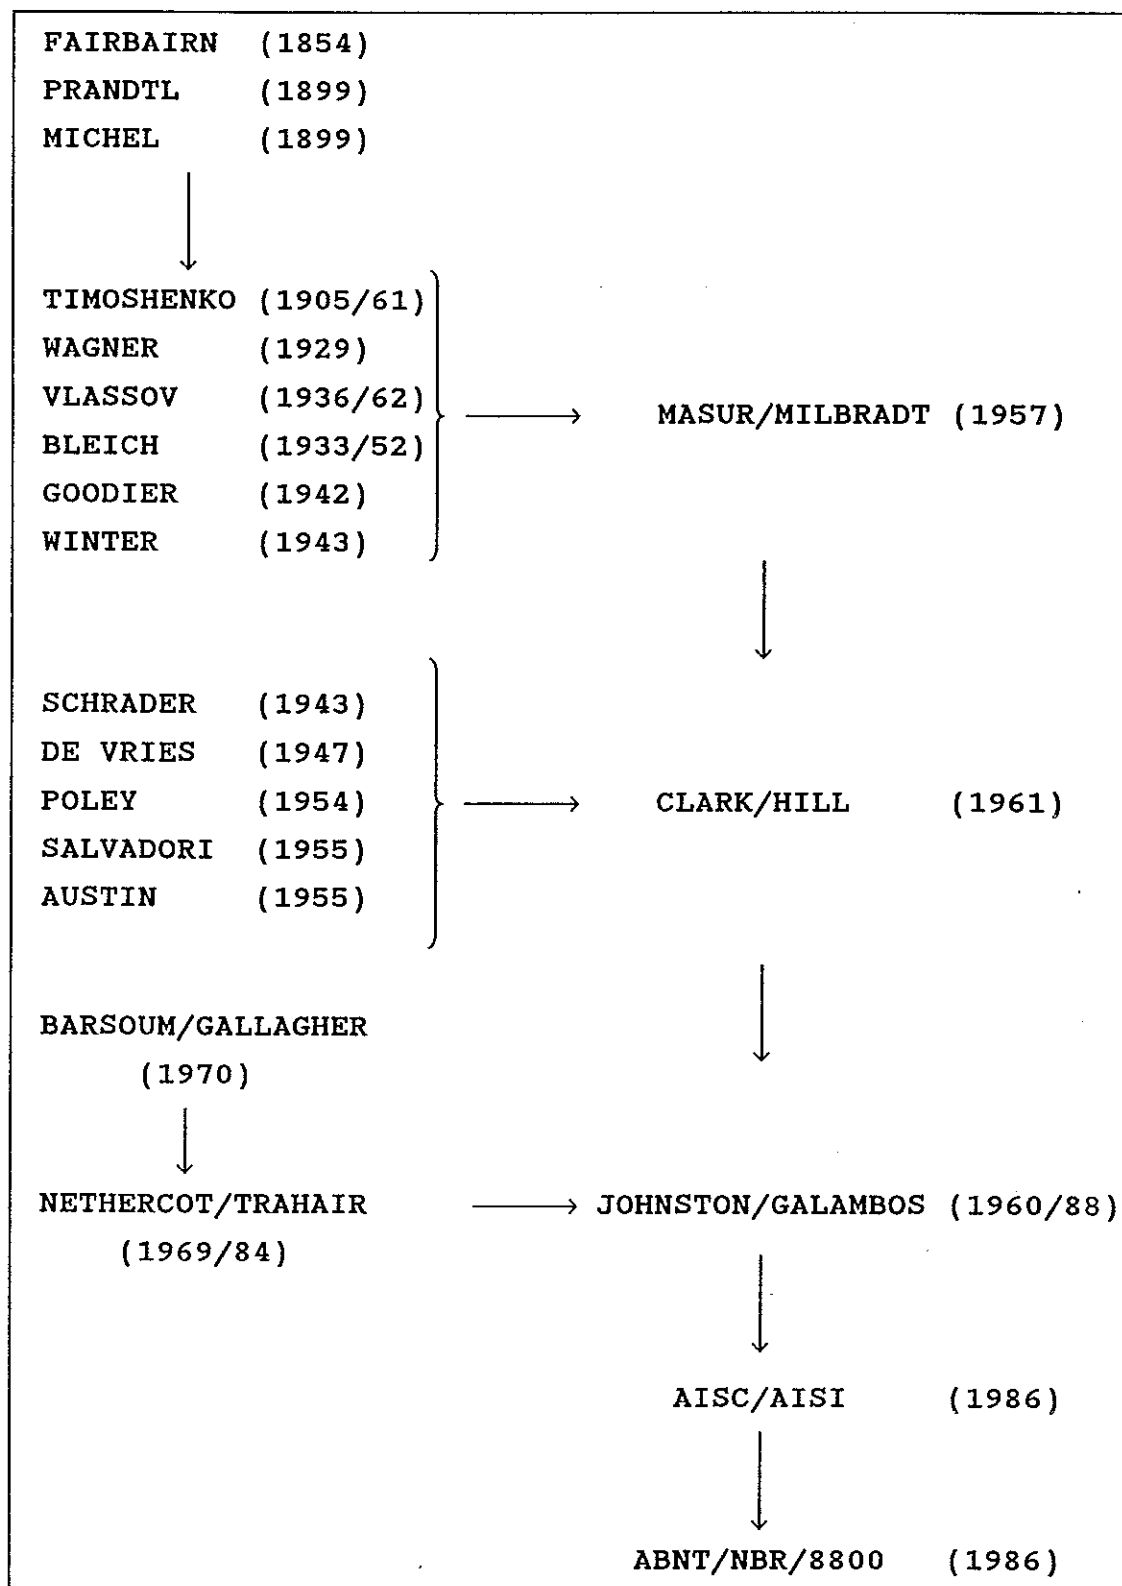 FAIRBAIRN (1854)
PRANDTL (1899)
MICHEL (1899)
TIMOSHENKO (1905/61)
WAGNER (1929)
VLASSOV (1936/62)
BLEICH (1933/52)
GOODIER (1942)
WINTER (1943)
MASUR/MILBRADT (1957)
SCHRADER (1943)
DE VRIES (1947)
POLEY (1954)
SALVADORI (1955)
AUSTIN (1955)
CLARK/HILL (1961)
BARSOUM/GALLAGHER
(1970)
NETHERCOT/TRAHAIR
(1969/84)
JOHNSTON/GALAMBOS (1960/88)
AISC/AISI (1986)
ABNT/NBR/8800 (1986)